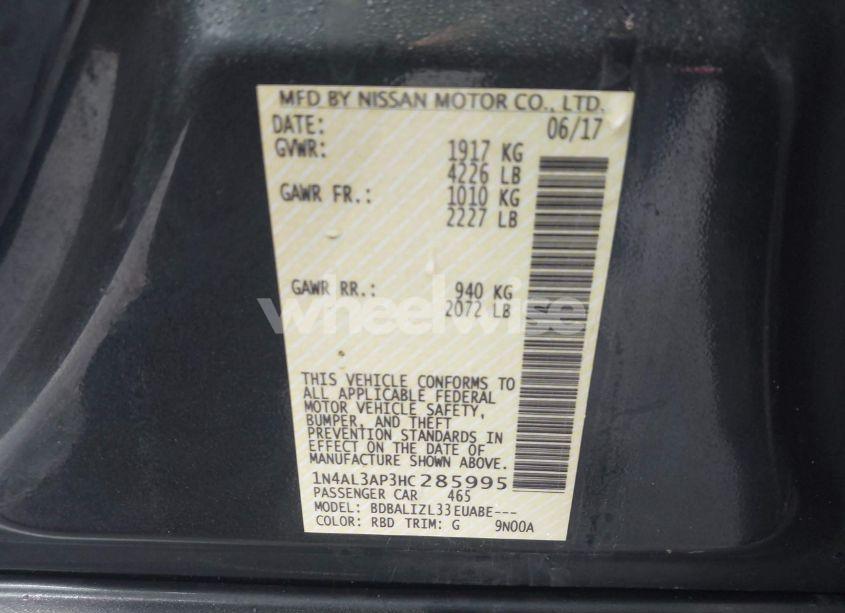 MFD BY NISSAN MOTOR CO., LTD.
DATE: 06/17
GVWR: 1917 KG
4226 LB
GAWR FR.: 1010 KG
2227 LB
GAWR RR.: 940 KG
2072 LB
wheelwise
THIS VEHICLE CONFORMS TO
ALL APPLICABLE FEDERAL
MOTOR VEHICLE SAFETY,
BUMPER, AND THEFT
PREVENTION STANDARDS IN
EFFECT ON THE DATE OF
MANUFACTURE SHOWN ABOVE.
1N4AL3AP3HC285995
PASSENGER CAR 465
MODEL: BDBALIZL33EUABE---
COLOR: RBD TRIM: G 9N00A